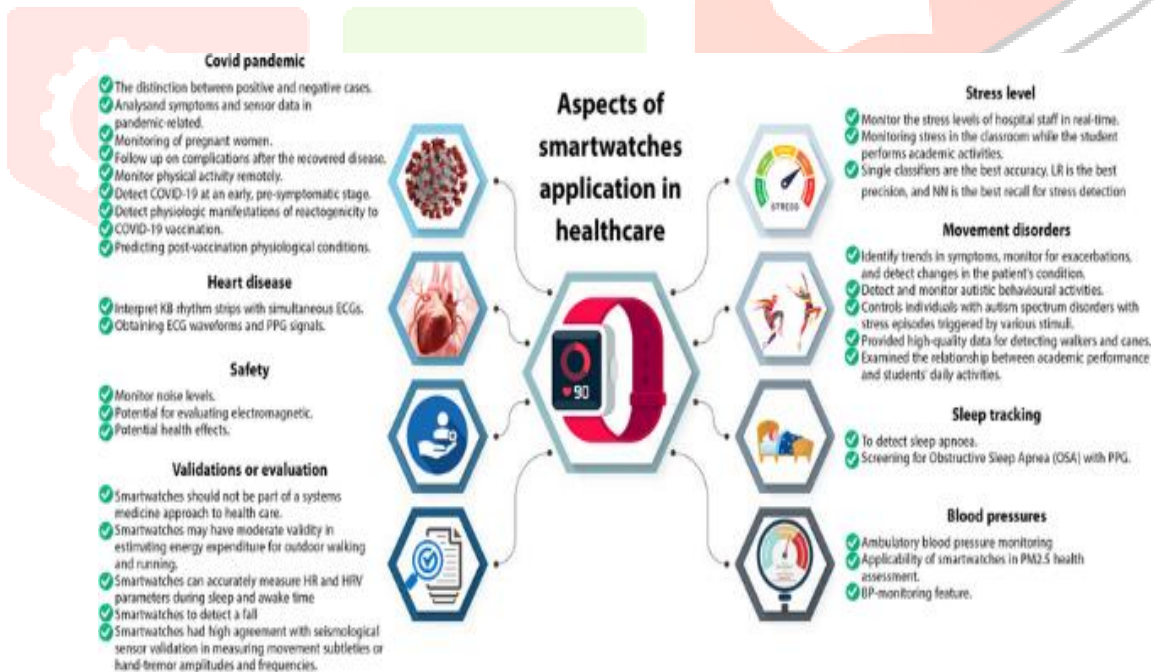 Covid pandemic
The distinction between positive and negative cases.
Analysand symptoms and sensor data in
pandemic-related.
Monitoring of pregnant women.
Follow up on complications after the recovered disease.
Monitor physical activity remotely.
Detect COVID-19 at an early, pre-symptomatic stage.
Detect physiologic manifestations of reactogenicity to
COVID-19 vaccination.
Predicting post-vaccination physiological conditions.
Heart disease
Interpret KB rhythm strips with simultaneous ECGs.
Obtaining ECG waveforms and PPG signals.
Safety
Monitor noise levels.
Potential for evaluating electromagnetic.
Potential health effects.
Validations or evaluation
Smartwatches should not be part of a systems
medicine approach to health care.
Smartwatches may have moderate validity in
estimating energy expenditure for outdoor walking
and running.
Smartwatches can accurately measure HR and HRV
parameters during sleep and awake time
Smartwatches to detect a fall
Smartwatches had high agreement with seismological
sensor validation in measuring movement subtleties or
hand-tremor amplitudes and frequencies.
Aspects of
smartwatches
application in
healthcare
90
Stress level
Monitor the stress levels of hospital staff in real-time.
Monitoring stress in the classroom while the student
performs academic activities.
Single classifiers are the best accuracy, LR is the best
precision, and NN is the best recall for stress detection
STRESS
Movement disorders
Identify trends in symptoms, monitor for exacerbations,
and detect changes in the patient's condition.
Detect and monitor autistic behavioural activities.
Controls individuals with autism spectrum disorders with
stress episodes triggered by various stimuli.
Provided high-quality data for detecting walkers and canes.
Examined the relationship between academic performance
and students' daily activities.
Sleep tracking
To detect sleep apnoea.
Screening for Obstructive Sleep Apnea (OSA) with PPG.
Blood pressures
Ambulatory blood pressure monitoring
Applicability of smartwatches in PM2.5 health
assessment.
BP-monitoring feature.